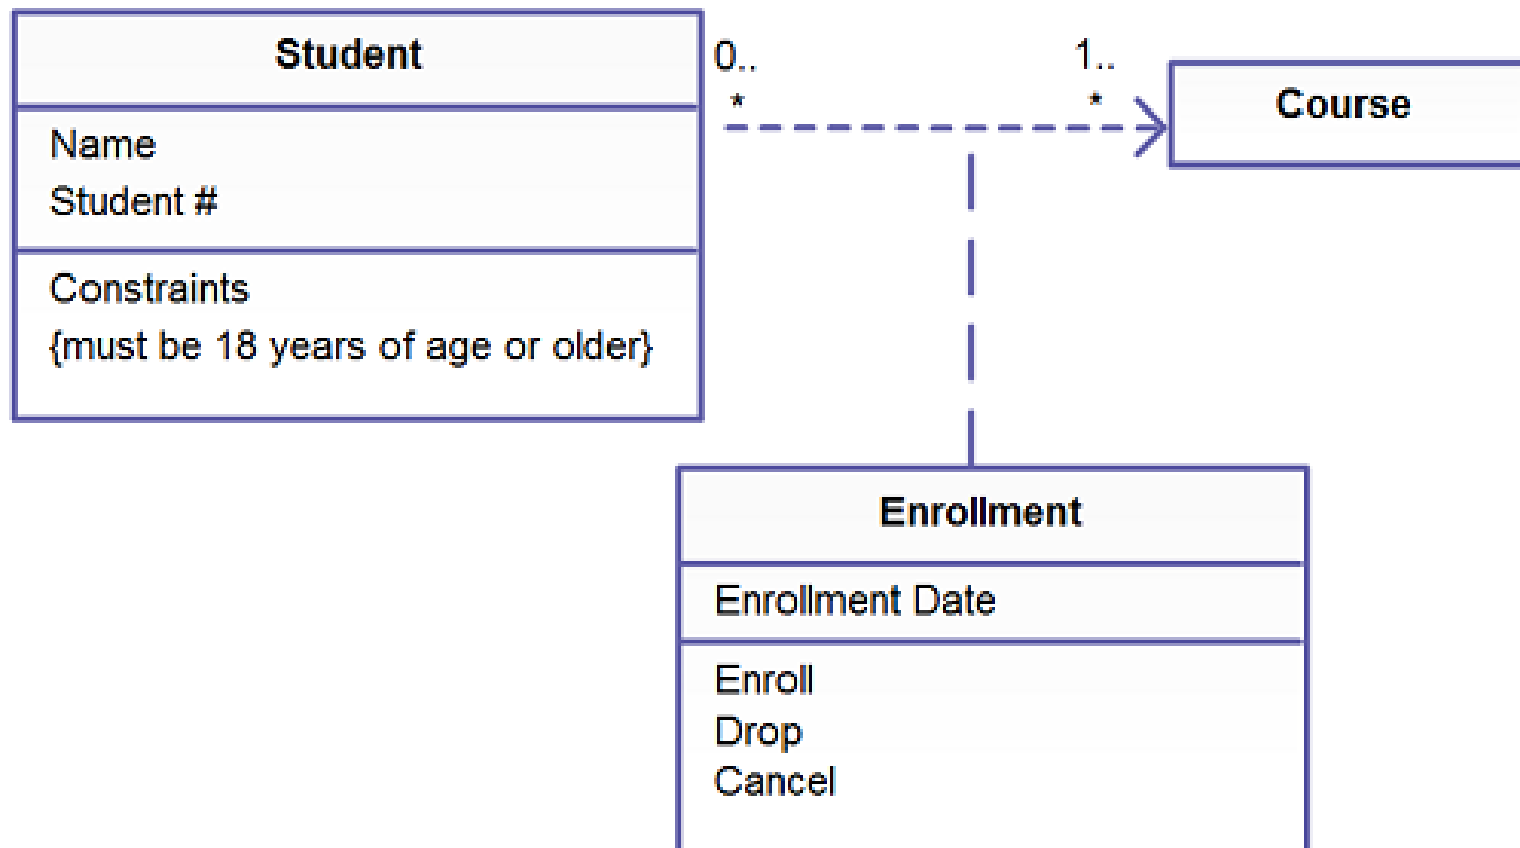 Student
Name
Student #
Constraints
{must be 18 years of age or older}
0..
*
1..
*
Course
Enrollment
Enrollment Date
Enroll
Drop
Cancel